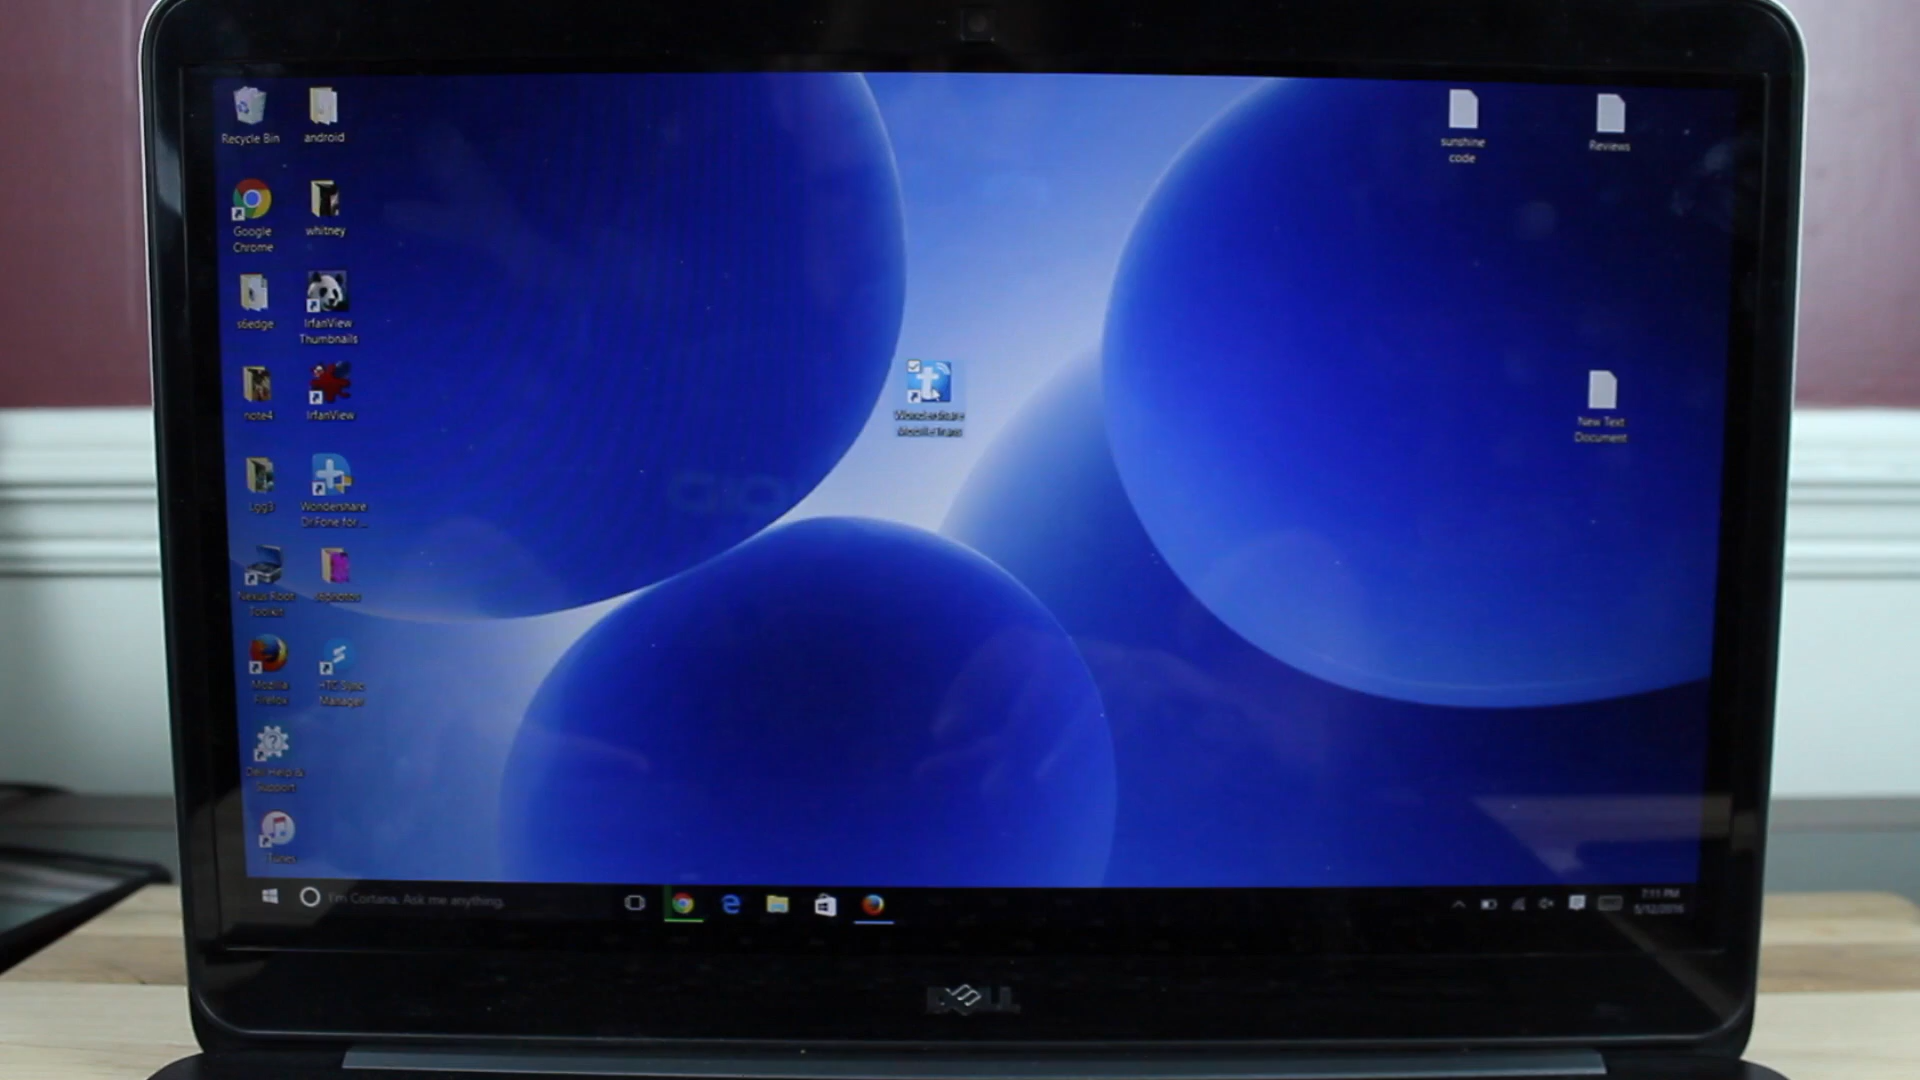 Recycle Bin
android
sunshine
code
Reviews
Google
Chrome
whitney
s6edge
IrfanView
Thumbnails
note4
IrfanView
Wondershare
New Text
Document
Lgg3
Wondershare
Dr.Fone for ...
Nexus Root
Toolkit
Mozilla
Firefox
HTC Sync
Manager
Dell Help &
Support
iTunes
I'm Cortana. Ask me anything.
7:11 PM
5/12/2016
DELL